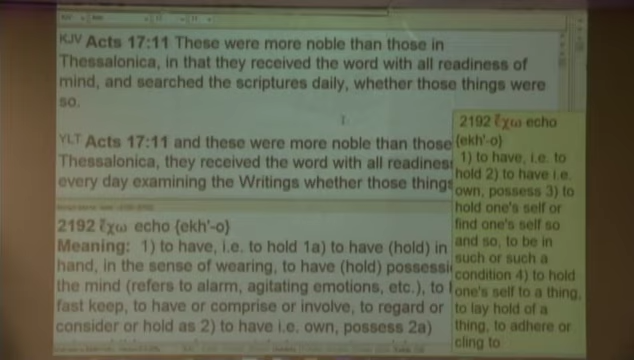 KJV Acts 17:11 These were more noble than those in
Thessalonica, in that they received the word with all readiness of
mind, and searched the scriptures daily, whether those things were
so.
YLT Acts 17:11 and these were more noble than those
Thessalonica, they received the word with all readines
every day examining the Writings whether those things
2192 ἔχω echo {ekh'-o}
Meaning: 1) to have, i.e. to hold 1a) to have (hold) in
hand, in the sense of wearing, to have (hold) possessi
the mind (refers to alarm, agitating emotions, etc.), to
fast keep, to have or comprise or involve, to regard or
consider or hold as 2) to have i.e. own, possess 2a)
2192 ἔχω echo
{ekh'-o}
1) to have, i.e. to
hold 2) to have i.e.
own, possess 3) to
hold one's self or
find one's self so
and so, to be in
such or such a
condition 4) to hold
one's self to a thing,
to lay hold of a
thing, to adhere or
cling to